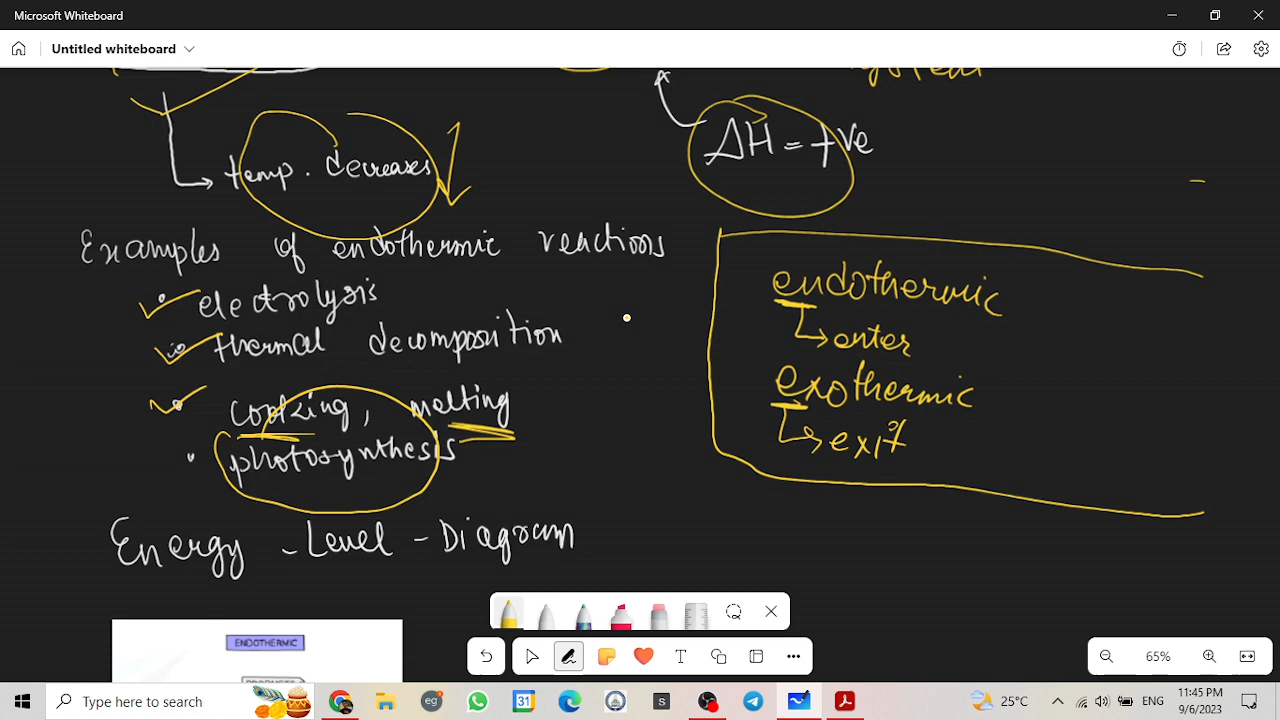 Microsoft Whiteboard
Untitled whiteboard
system
temp. decreases
ΔH = +ve
Examples of endothermic reactions
electrolysis
thermal decomposition
cooking, melting
photosynthesis
endothermic
enter
exothermic
exit
Energy - Level - Diagram
ENDOTHERMIC
PRODUCTS
65%
Type here to search
25°C
ENG
11:45 PM
9/6/2023